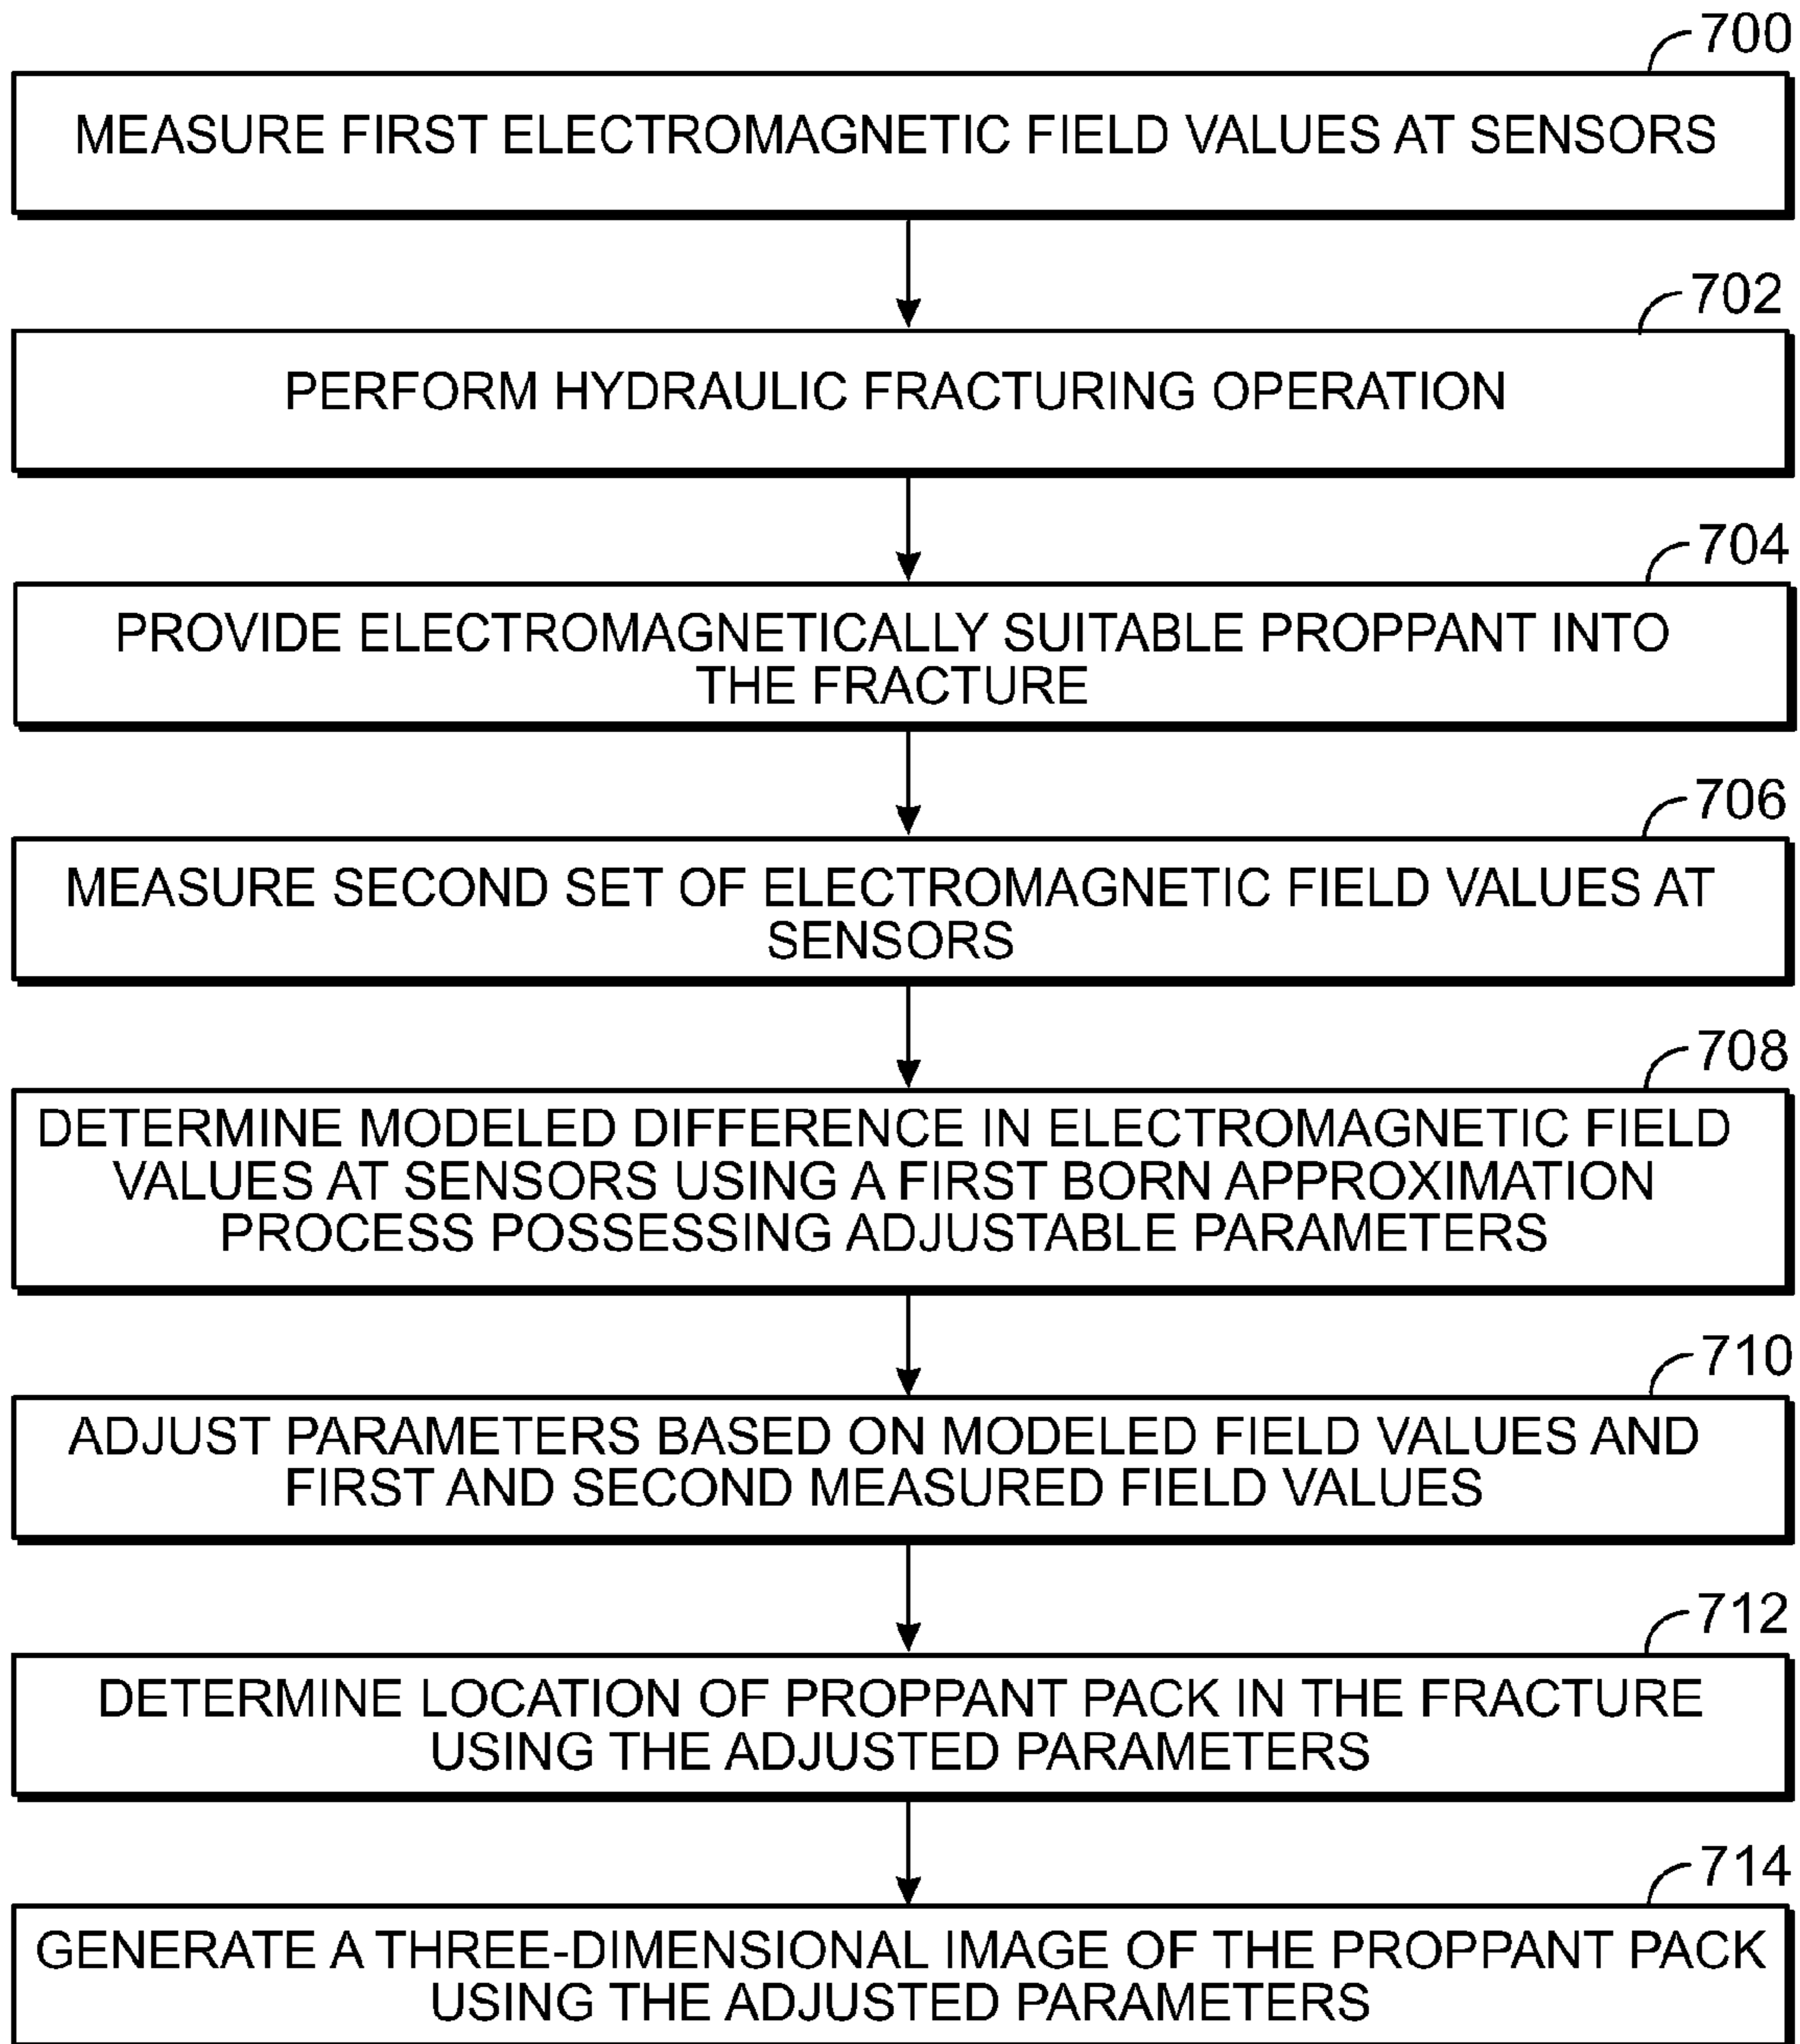 700
MEASURE FIRST ELECTROMAGNETIC FIELD VALUES AT SENSORS
702
PERFORM HYDRAULIC FRACTURING OPERATION
704
PROVIDE ELECTROMAGNETICALLY SUITABLE PROPPANT INTO
THE FRACTURE
706
MEASURE SECOND SET OF ELECTROMAGNETIC FIELD VALUES AT
SENSORS
708
DETERMINE MODELED DIFFERENCE IN ELECTROMAGNETIC FIELD
VALUES AT SENSORS USING A FIRST BORN APPROXIMATION
PROCESS POSSESSING ADJUSTABLE PARAMETERS
710
ADJUST PARAMETERS BASED ON MODELED FIELD VALUES AND
FIRST AND SECOND MEASURED FIELD VALUES
712
DETERMINE LOCATION OF PROPPANT PACK IN THE FRACTURE
USING THE ADJUSTED PARAMETERS
714
GENERATE A THREE-DIMENSIONAL IMAGE OF THE PROPPANT PACK
USING THE ADJUSTED PARAMETERS